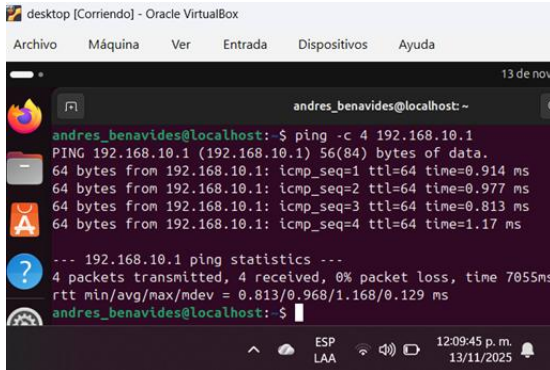 desktop [Corriendo] - Oracle VirtualBox
Archivo Máquina Ver Entrada Dispositivos Ayuda
13 de nov
andres_benavides@localhost: ~
andres_benavides@localhost:~$ ping -c 4 192.168.10.1
PING 192.168.10.1 (192.168.10.1) 56(84) bytes of data.
64 bytes from 192.168.10.1: icmp_seq=1 ttl=64 time=0.914 ms
64 bytes from 192.168.10.1: icmp_seq=2 ttl=64 time=0.977 ms
64 bytes from 192.168.10.1: icmp_seq=3 ttl=64 time=0.813 ms
64 bytes from 192.168.10.1: icmp_seq=4 ttl=64 time=1.17 ms
--- 192.168.10.1 ping statistics ---
4 packets transmitted, 4 received, 0% packet loss, time 7055ms
rtt min/avg/max/mdev = 0.813/0.968/1.168/0.129 ms
andres_benavides@localhost:~$
ESP 12:09:45 p. m.
LAA 13/11/2025